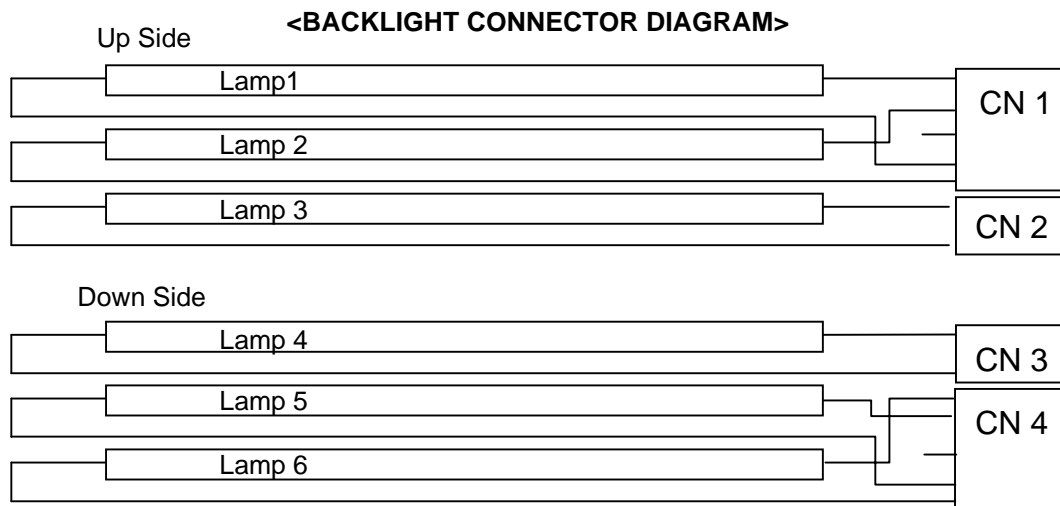 <BACKLIGHT CONNECTOR DIAGRAM>
Up Side
Lamp1
CN 1
Lamp 2
Lamp 3
CN 2
Down Side
Lamp 4
CN 3
Lamp 5
CN 4
Lamp 6